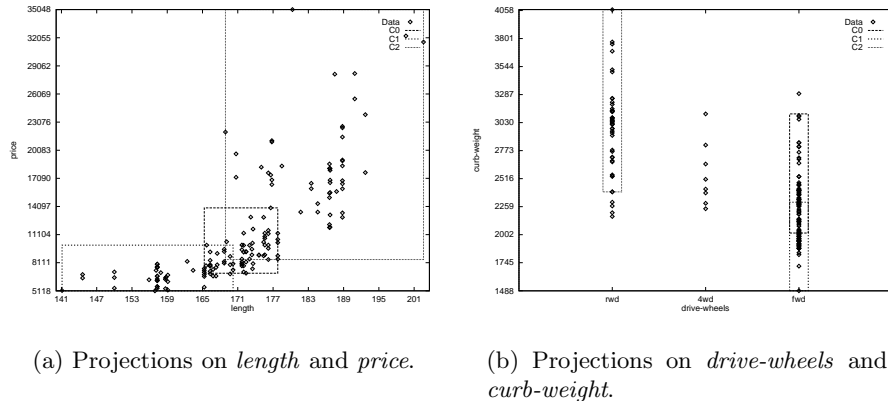 35048
32055
29062
26069
23076
20083
17090
14097
11104
8111
5118
141 147 153 159 165 171 177 183 189 195 201
length
price
Data
C0
C1
C2
4058
3801
3544
3287
3030
2773
2516
2259
2002
1745
1488
rwd 4wd fwd
drive-wheels
curb-weight
Data
C0
C1
C2
(a) Projections on length and price.
(b) Projections on drive-wheels and
curb-weight.